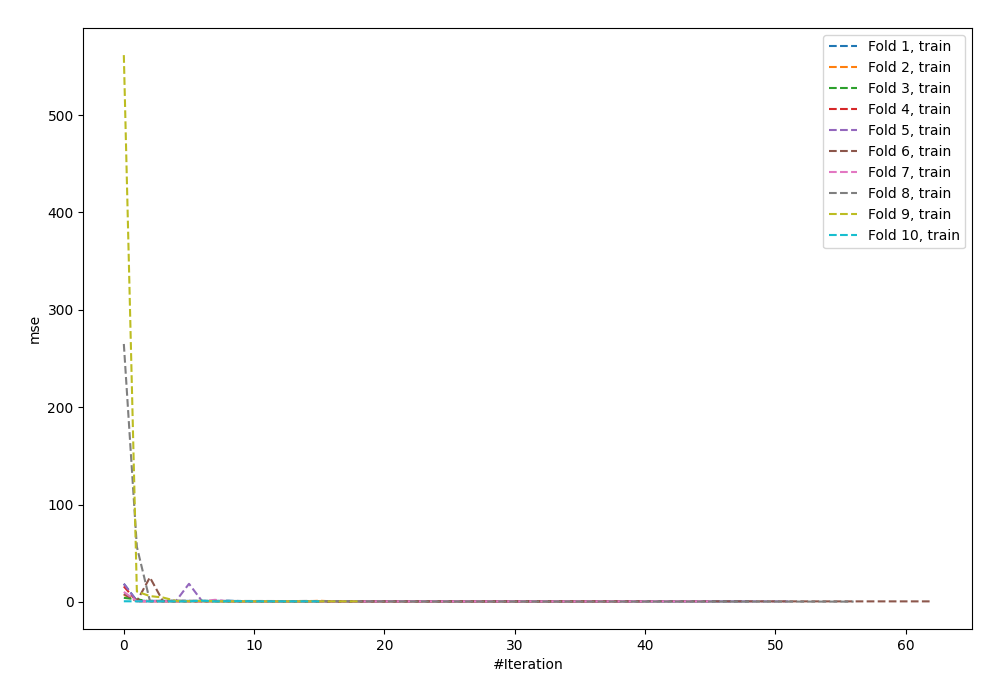 Fold 1, train
Fold 2, train
Fold 3, train
Fold 4, train
Fold 5, train
Fold 6, train
Fold 7, train
Fold 8, train
Fold 9, train
Fold 10, train
500
400
300
200
100
0
mse
0 10 20 30 40 50 60
#Iteration